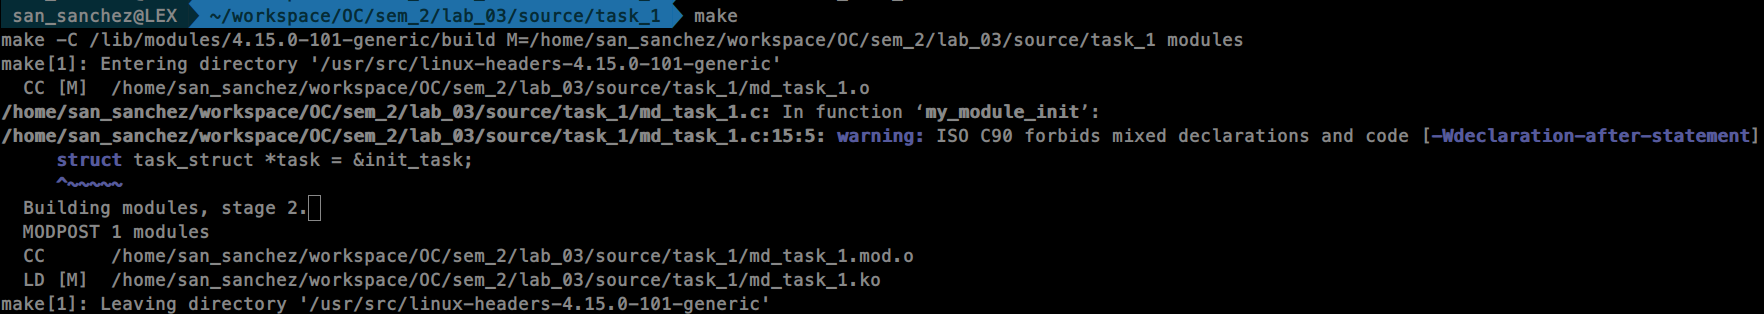 san_sanchez@LEX ~/workspace/OC/sem_2/lab_03/source/task_1 make
make -C /lib/modules/4.15.0-101-generic/build M=/home/san_sanchez/workspace/OC/sem_2/lab_03/source/task_1 modules
make[1]: Entering directory '/usr/src/linux-headers-4.15.0-101-generic'
  CC [M]  /home/san_sanchez/workspace/OC/sem_2/lab_03/source/task_1/md_task_1.o
/home/san_sanchez/workspace/OC/sem_2/lab_03/source/task_1/md_task_1.c: In function ‘my_module_init’:
/home/san_sanchez/workspace/OC/sem_2/lab_03/source/task_1/md_task_1.c:15:5: warning: ISO C90 forbids mixed declarations and code [-Wdeclaration-after-statement]
     struct task_struct *task = &init_task;
     ^~~~~~
  Building modules, stage 2.
  MODPOST 1 modules
  CC      /home/san_sanchez/workspace/OC/sem_2/lab_03/source/task_1/md_task_1.mod.o
  LD [M]  /home/san_sanchez/workspace/OC/sem_2/lab_03/source/task_1/md_task_1.ko
make[1]: Leaving directory '/usr/src/linux-headers-4.15.0-101-generic'